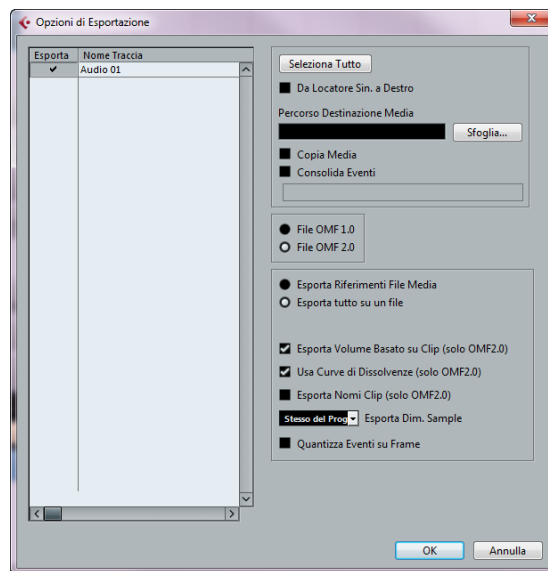 Opzioni di Esportazione
Esporta Nome Traccia
Audio 01
Seleziona Tutto
Da Locatore Sin. a Destro
Percorso Destinazione Media
Sfoglia...
Copia Media
Consolida Eventi
File OMF 1.0
File OMF 2.0
Esporta Riferimenti File Media
Esporta tutto su un file
Esporta Volume Basato su Clip (solo OMF2.0)
Usa Curve di Dissolvenze (solo OMF2.0)
Esporta Nomi Clip (solo OMF2.0)
Stesso del Prog Esporta Dim. Sample
Quantizza Eventi su Frame
OK Annulla